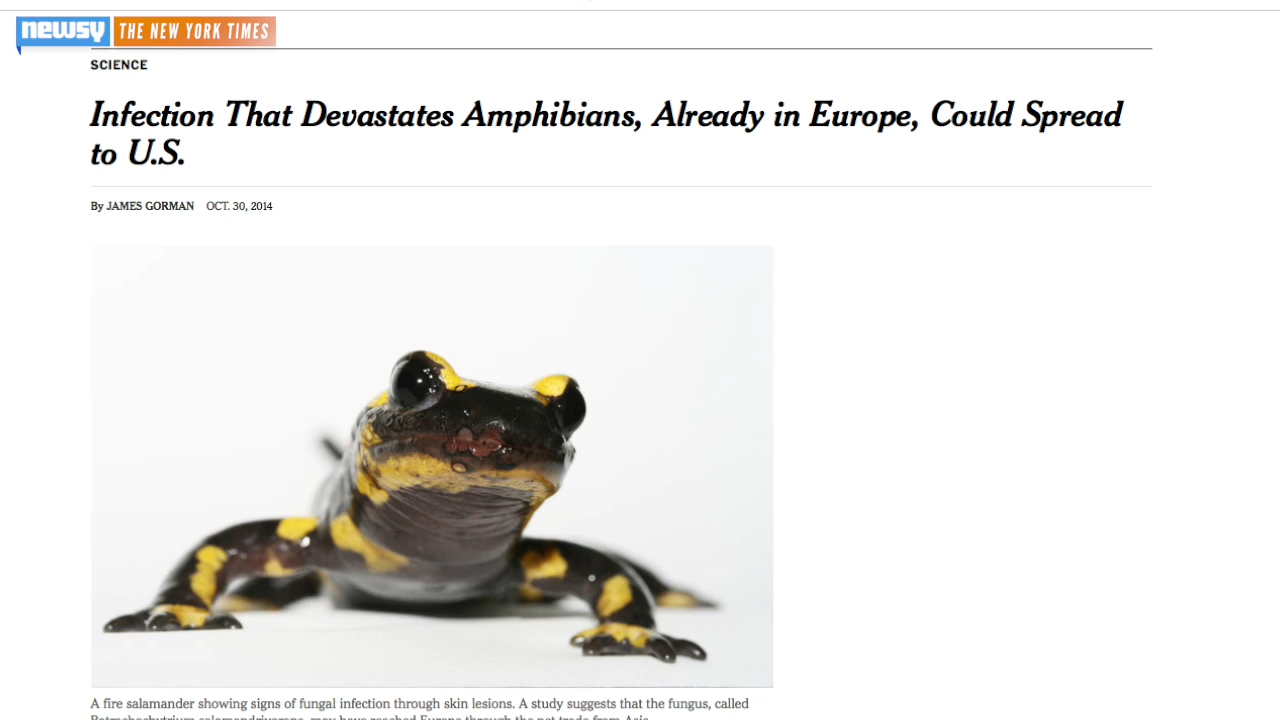 newsy THE NEW YORK TIMES
SCIENCE
Infection That Devastates Amphibians, Already in Europe, Could Spread
to U.S.
By JAMES GORMAN OCT. 30, 2014
A fire salamander showing signs of fungal infection through skin lesions. A study suggests that the fungus, called
Batrachochytrium salamandrivorans, may have reached Europe through the pet trade from Asia.